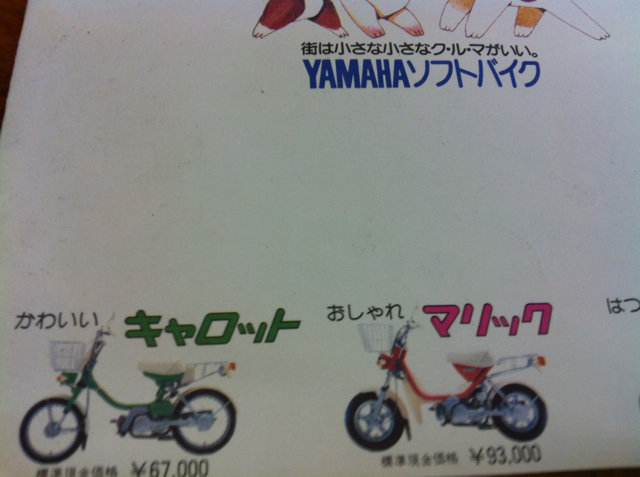 街は小さな小さなク・ル・マがいい。
YAMAHAソフトバイク
かわいい キャロット
おしゃれ マリック
はつ
標準現金価格 ¥67,000
標準現金価格 ¥93,000